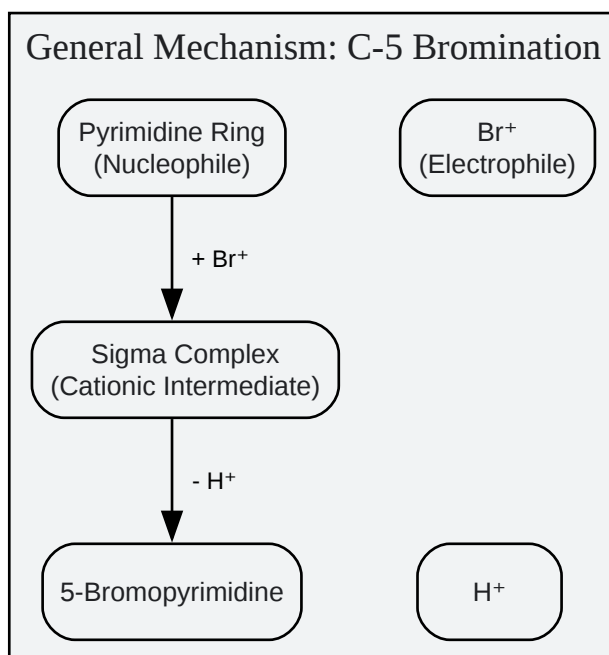 General Mechanism: C-5 Bromination
Pyrimidine Ring
(Nucleophile)
Br⁺
(Electrophile)
+ Br⁺
Sigma Complex
(Cationic Intermediate)
- H⁺
5-Bromopyrimidine
H⁺